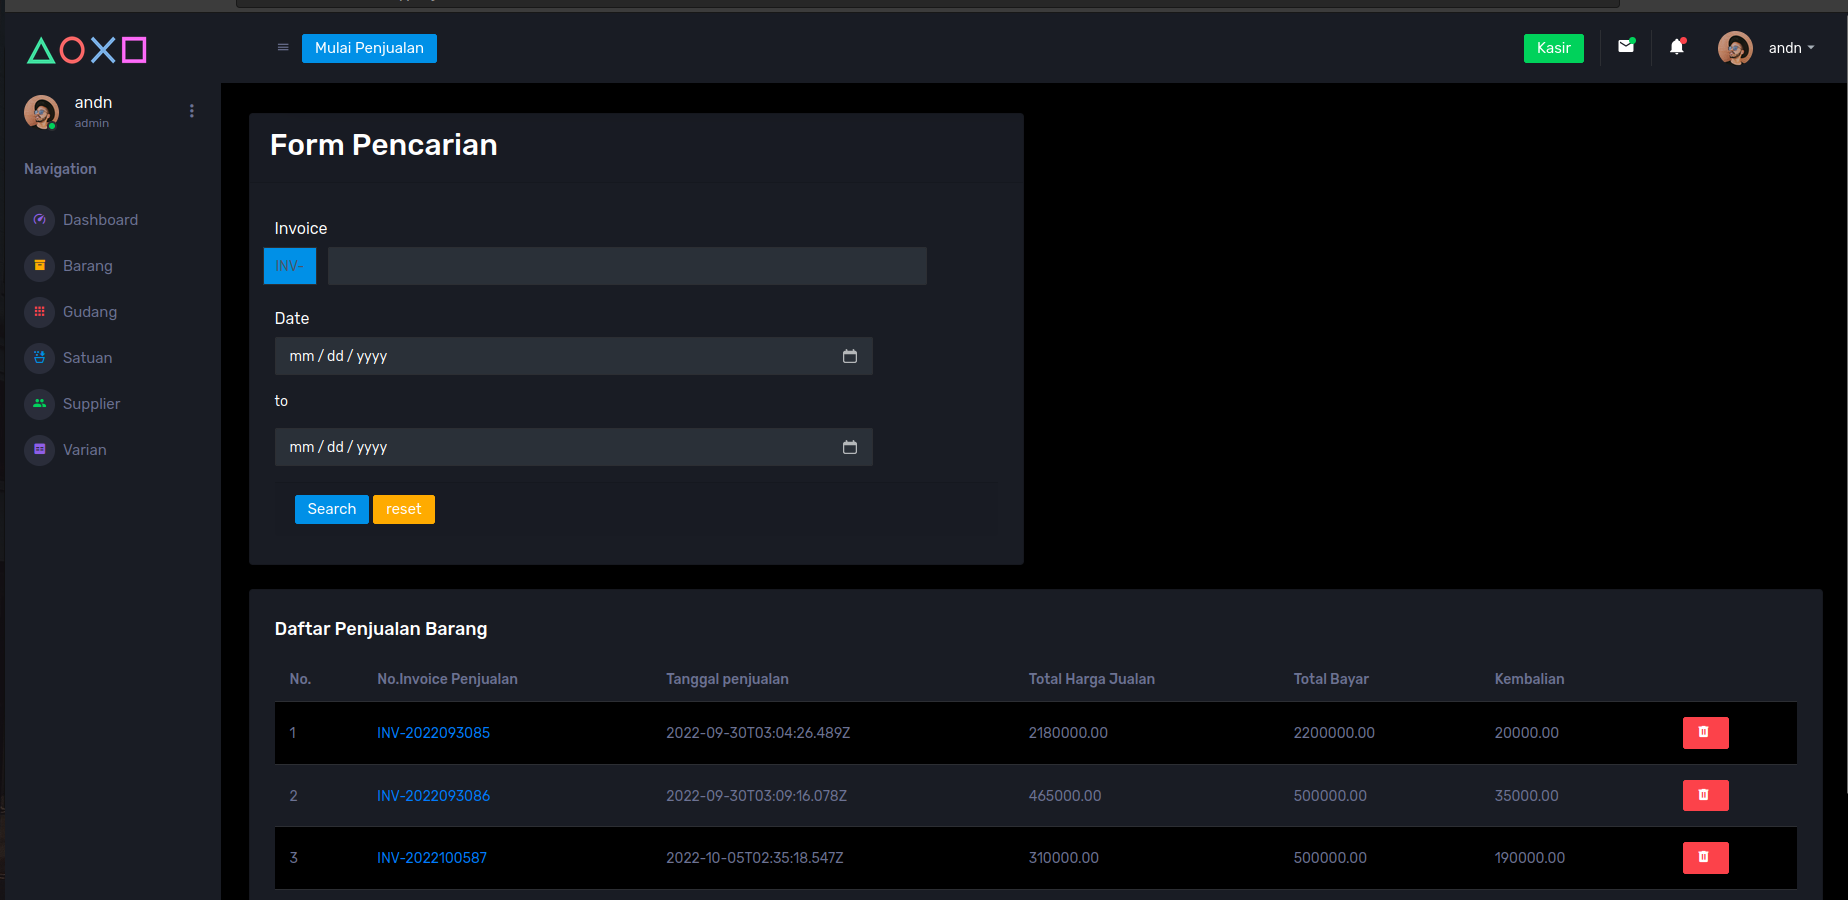 Mulai Penjualan
Kasir
andn
andn
admin
Navigation
Dashboard
Barang
Gudang
Satuan
Supplier
Varian
Form Pencarian
Invoice
INV-
Date
mm / dd / yyyy
to
mm / dd / yyyy
Search reset
Daftar Penjualan Barang
No. No.Invoice Penjualan Tanggal penjualan Total Harga Jualan Total Bayar Kembalian
1 INV-2022093085 2022-09-30T03:04:26.489Z 2180000.00 2200000.00 20000.00
2 INV-2022093086 2022-09-30T03:09:16.078Z 465000.00 500000.00 35000.00
3 INV-2022100587 2022-10-05T02:35:18.547Z 310000.00 500000.00 190000.00